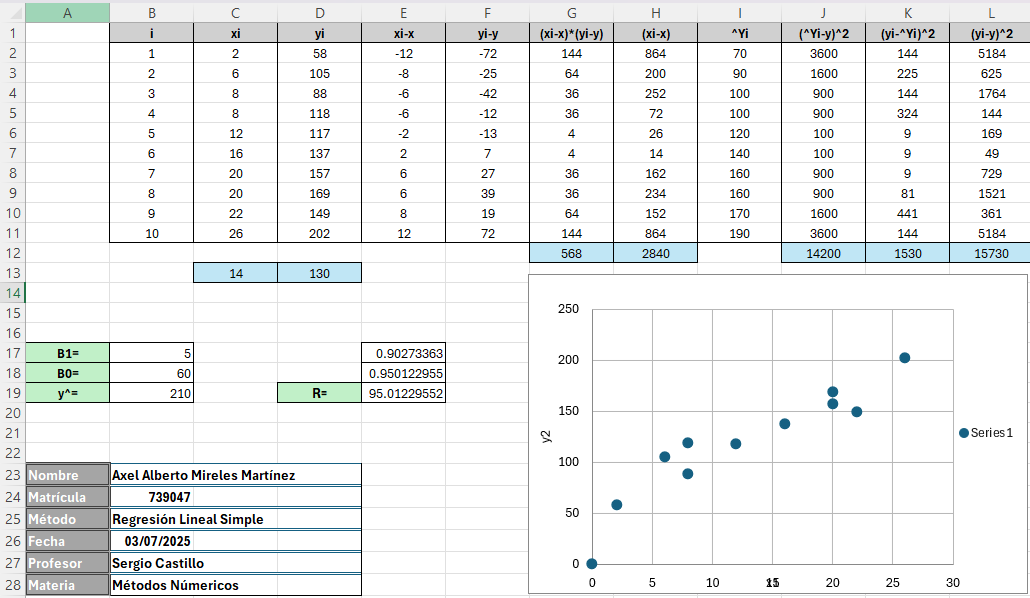 A B C D E F G H I J K L
1 i xi yi xi-x yi-y (xi-x)*(yi-y) (xi-x) ^Yi (^Yi-y)^2 (yi-^Yi)^2 (yi-y)^2
2 1 2 58 -12 -72 144 864 70 3600 144 5184
3 2 6 105 -8 -25 64 200 90 1600 225 625
4 3 8 88 -6 -42 36 252 100 900 144 1764
5 4 8 118 -6 -12 36 72 100 900 324 144
6 5 12 117 -2 -13 4 26 120 100 9 169
7 6 16 137 2 7 4 14 140 100 9 49
8 7 20 157 6 27 36 162 160 900 9 729
9 8 20 169 6 39 36 234 160 900 81 1521
10 9 22 149 8 19 64 152 170 1600 441 361
11 10 26 202 12 72 144 864 190 3600 144 5184
12 568 2840 14200 1530 15730
13 14 130
14
15
16
17 B1= 5 0.90273363
18 B0= 60 0.950122955
19 y^= 210 R= 95.01229552
20
21
22
23 Nombre Axel Alberto Mireles Martínez
24 Matrícula 739047
25 Método Regresión Lineal Simple
26 Fecha 03/07/2025
27 Profesor Sergio Castillo
28 Materia Métodos Númericos
250
200
150
100
50
0
y2
0 5 10 15 20 25 30
Series1